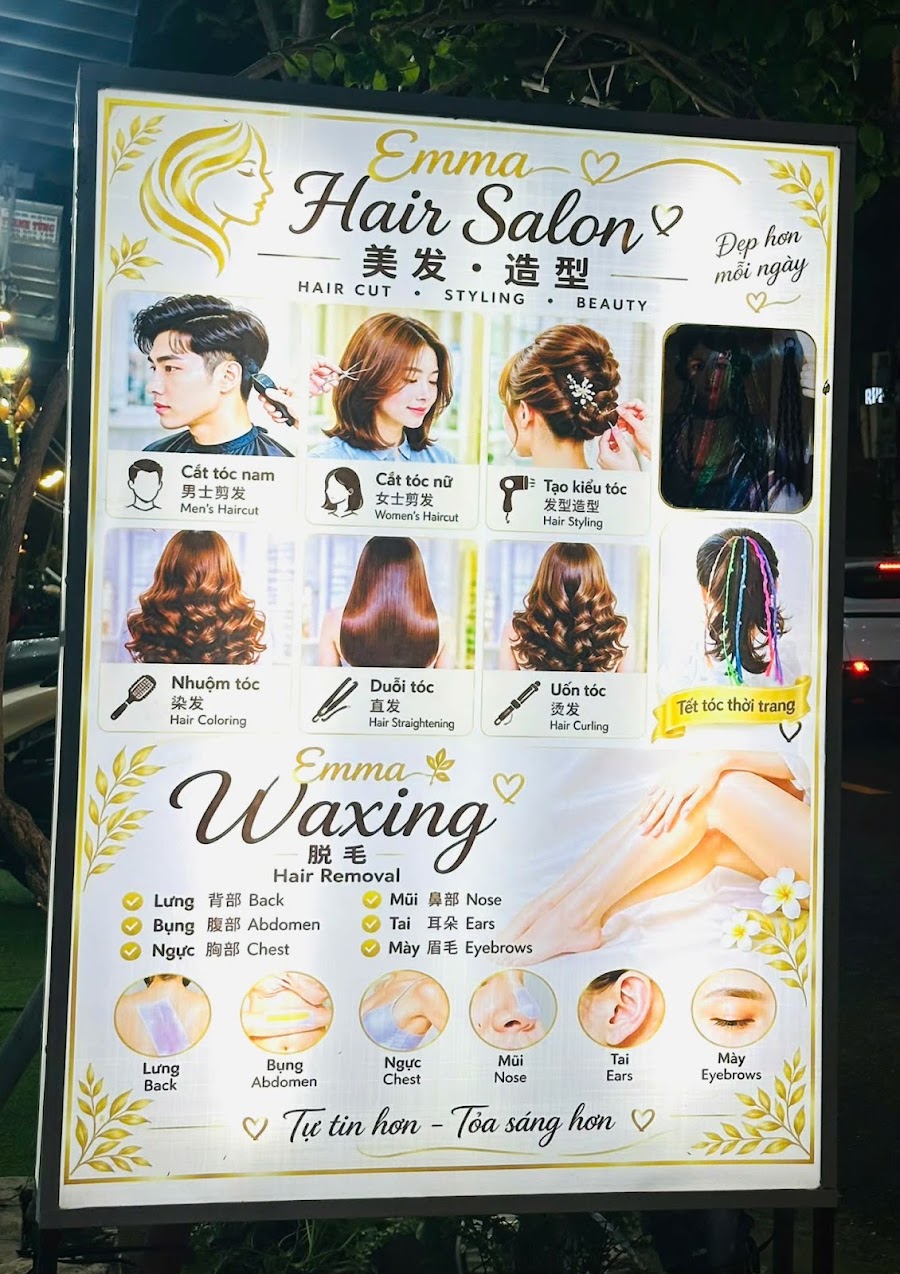 Emma
Hair Salon
美发・造型
HAIR CUT • STYLING • BEAUTY
Đẹp hơn
mỗi ngày
Cắt tóc nam
男士剪发
Men's Haircut
Cắt tóc nữ
女士剪发
Women's Haircut
Tạo kiểu tóc
发型造型
Hair Styling
Nhuộm tóc
染发
Hair Coloring
Duỗi tóc
直发
Hair Straightening
Uốn tóc
烫发
Hair Curling
Tết tóc thời trang
Emma
Waxing
脱毛
Hair Removal
Lưng 背部 Back
Bụng 腹部 Abdomen
Ngực 胸部 Chest
Mũi 鼻部 Nose
Tai 耳朵 Ears
Mày 眉毛 Eyebrows
Lưng
Back
Bụng
Abdomen
Ngực
Chest
Mũi
Nose
Tai
Ears
Mày
Eyebrows
Tự tin hơn - Tỏa sáng hơn